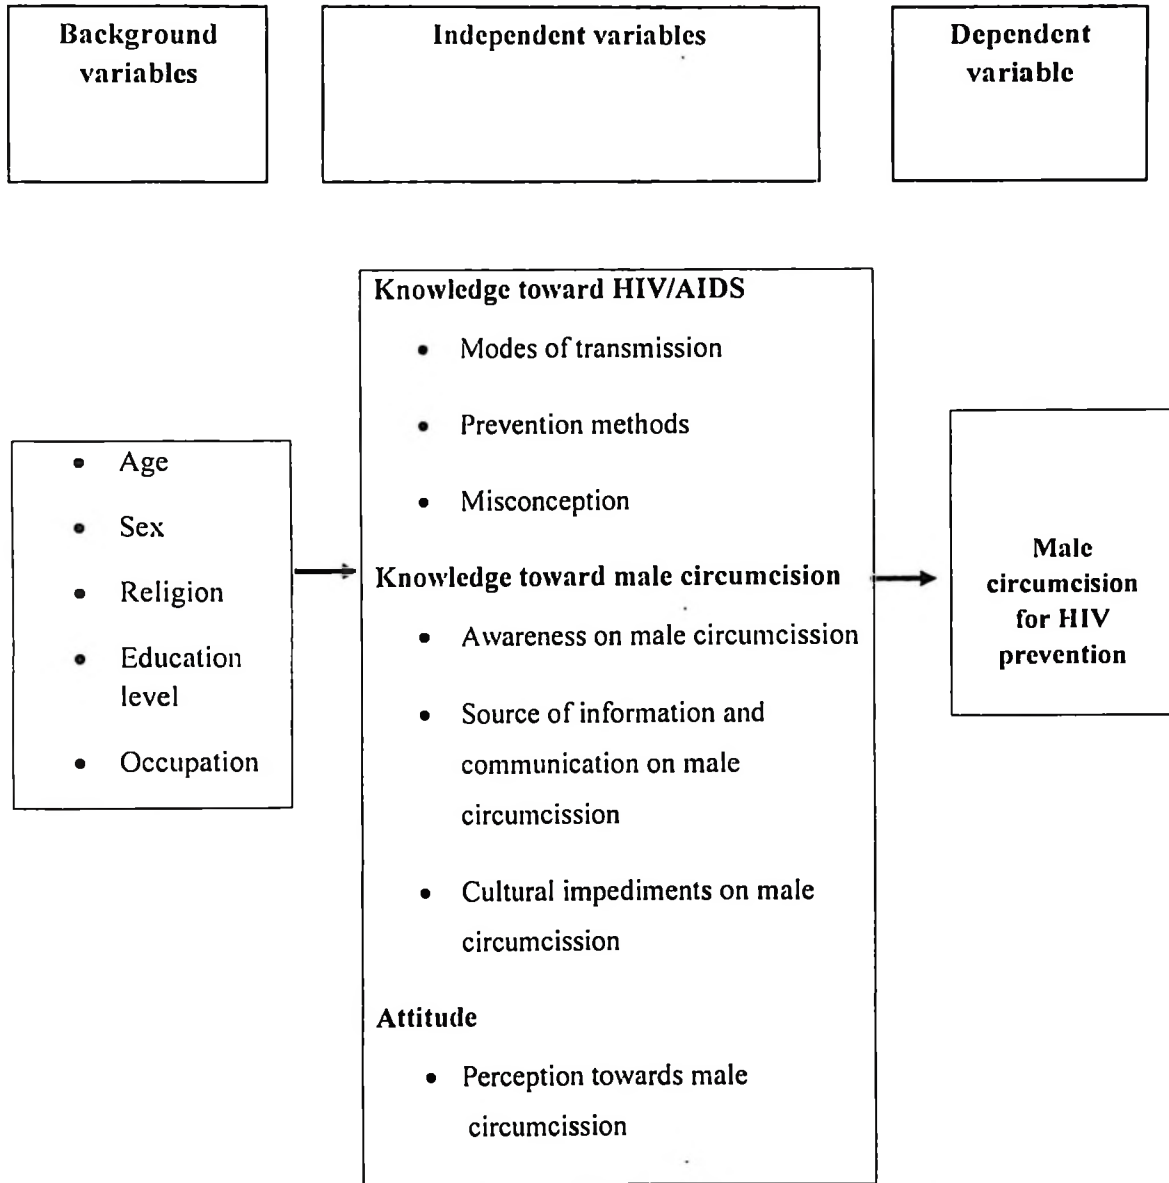 Background
variables
Independent variables
Dependent
variable
• Age
• Sex
• Religion
• Education
level
• Occupation
Knowledge toward HIV/AIDS
• Modes of transmission
• Prevention methods
• Misconception
Knowledge toward male circumcision
• Awareness on male circumcission
• Source of information and
communication on male
circumcission
• Cultural impediments on male
circumcission
Attitude
• Perception towards male
circumcission
Male
circumcision
for HIV
prevention